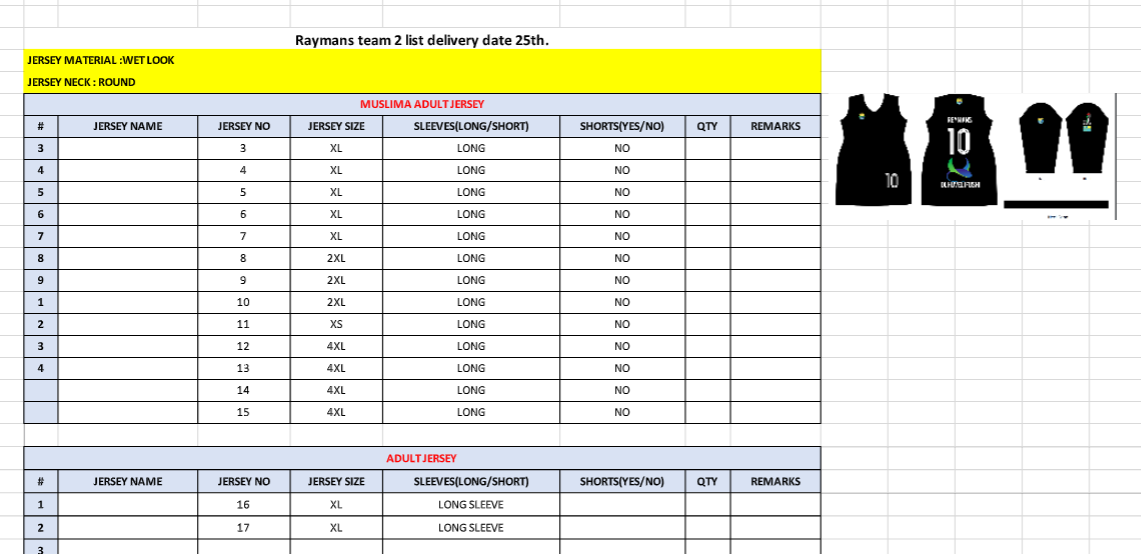 Raymans team 2 list delivery date 25th.
JERSEY MATERIAL :WET LOOK
JERSEY NECK : ROUND
MUSLIMA ADULT JERSEY
# JERSEY NAME JERSEY NO JERSEY SIZE SLEEVES(LONG/SHORT) SHORTS(YES/NO) QTY REMARKS
3 3 XL LONG NO
4 4 XL LONG NO
5 5 XL LONG NO
6 6 XL LONG NO
7 7 XL LONG NO
8 8 2XL LONG NO
9 9 2XL LONG NO
1 10 2XL LONG NO
2 11 XS LONG NO
3 12 4XL LONG NO
4 13 4XL LONG NO
14 4XL LONG NO
15 4XL LONG NO
ADULT JERSEY
# JERSEY NAME JERSEY NO JERSEY SIZE SLEEVES(LONG/SHORT) SHORTS(YES/NO) QTY REMARKS
1 16 XL LONG SLEEVE
2 17 XL LONG SLEEVE
3
10
10